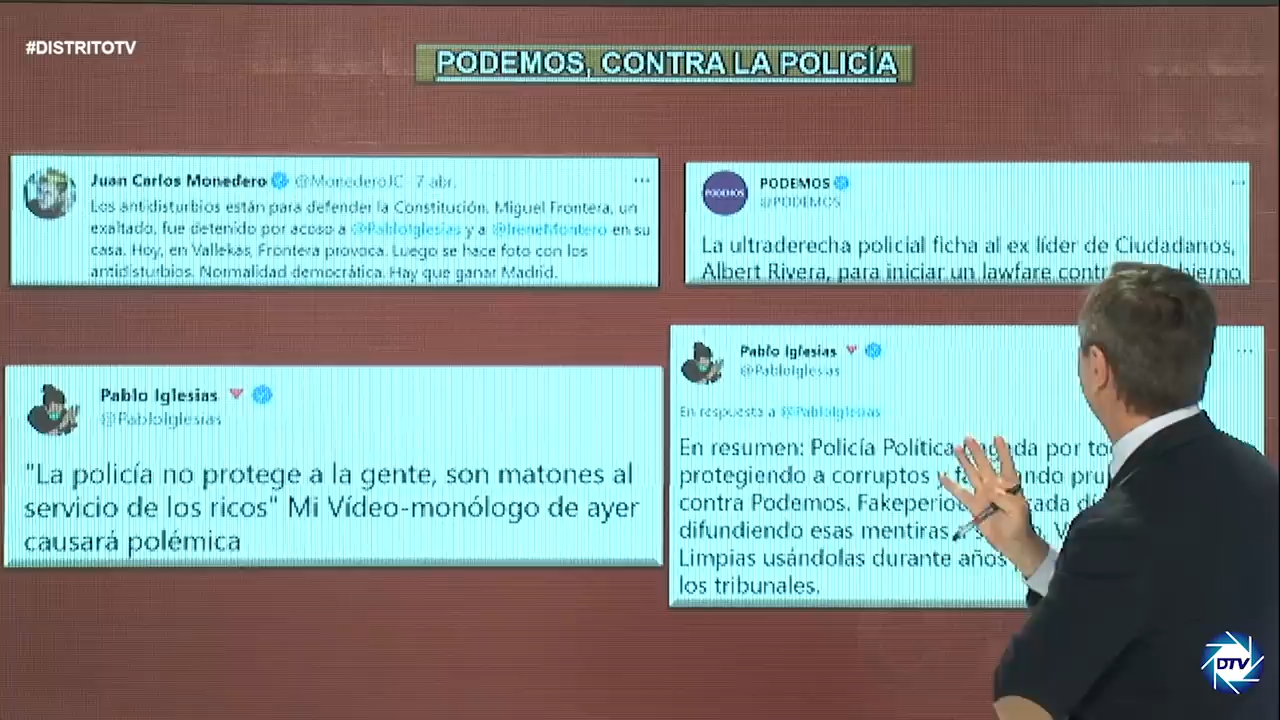 #DISTRITOTV
PODEMOS, CONTRA LA POLICÍA
Juan Carlos Monedero @MonederoJC · 7 abr.
Los antidisturbios están para defender la Constitución. Miguel Frontera, un
exaltado, fue detenido por acoso a @PabloIglesias y a @IreneMontero en su
casa. Hoy, en Vallekas, Frontera provoca. Luego se hace foto con los
antidisturbios. Normalidad democrática. Hay que ganar Madrid.
PODEMOS
@PODEMOS
La ultraderecha policial ficha al ex líder de Ciudadanos,
Albert Rivera, para iniciar un lawfare
Pablo Iglesias
@PabloIglesias
"La policía no protege a la gente, son matones al
servicio de los ricos" Mi Vídeo-monólogo de ayer
causará polémica
Pablo Iglesias
@PabloIglesias
En respuesta a @PabloIglesias
En resumen: Policía Política por
protegiendo a corruptos y
contra Podemos.
difundiendo esas mentiras
Limpias usándolas durante años
los tribunales.
DTV